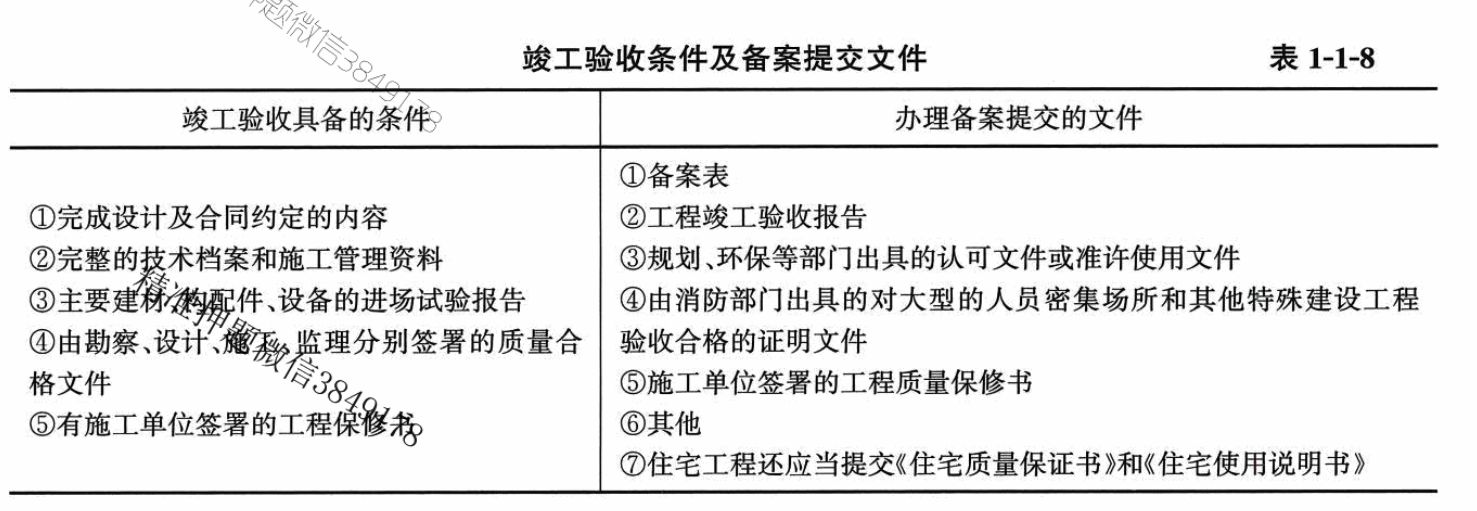 竣工验收条件及备案提交文件 表 1-1-8
竣工验收具备的条件
办理备案提交的文件
①完成设计及合同约定的内容
②完整的技术档案和施工管理资料
③主要建材、构配件、设备的进场试验报告
④由勘察、设计、施工、监理分别签署的质量合
格文件
⑤有施工单位签署的工程保修书
①备案表
②工程竣工验收报告
③规划、环保等部门出具的认可文件或准许使用文件
④由消防部门出具的对大型的人员密集场所和其他特殊建设工程
验收合格的证明文件
⑤施工单位签署的工程质量保修书
⑥其他
⑦住宅工程还应当提交《住宅质量保证书》和《住宅使用说明书》
题微信3849178
精准押题微信3849178